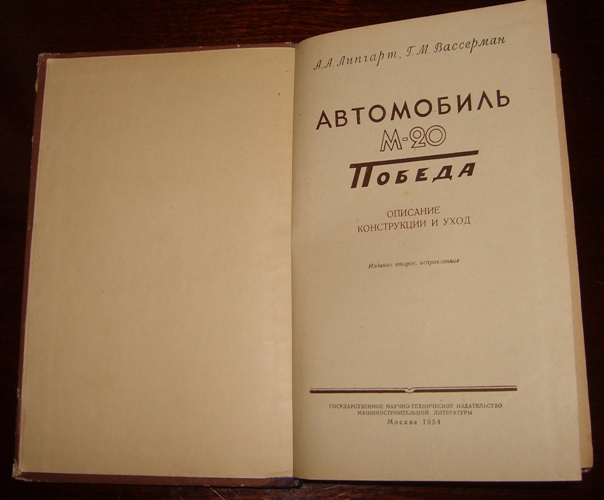 А. А. Липгарт, Г. М. Вассерман
АВТОМОБИЛЬ
М-20
ПОБЕДА
ОПИСАНИЕ
КОНСТРУКЦИИ И УХОД
Издание второе, исправленное
ГОСУДАРСТВЕННОЕ НАУЧНО-ТЕХНИЧЕСКОЕ ИЗДАТЕЛЬСТВО
МАШИНОСТРОИТЕЛЬНОЙ ЛИТЕРАТУРЫ
Москва 1954